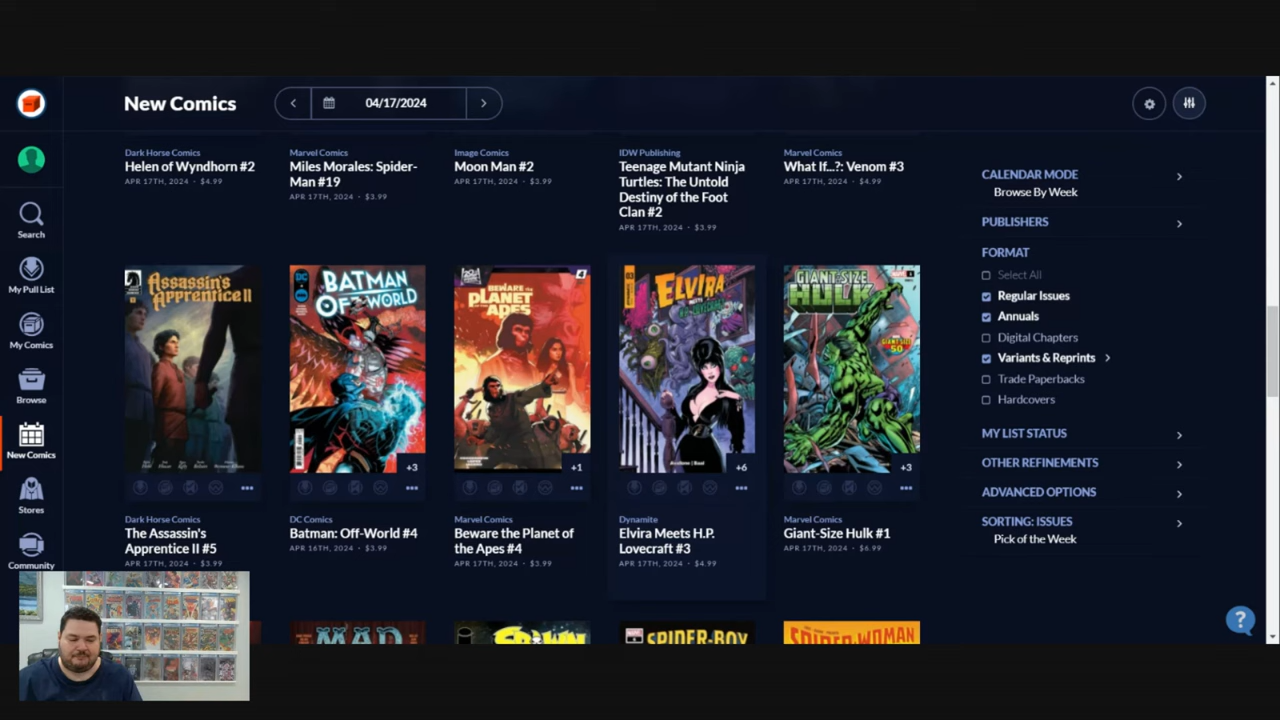 New Comics
04/17/2024
Search
My Pull List
My Comics
Browse
New Comics
Stores
Community
Dark Horse Comics
Helen of Wyndhorn #2
APR 17TH, 2024 · $4.99
Marvel Comics
Miles Morales: Spider-
Man #19
APR 17TH, 2024 · $3.99
Image Comics
Moon Man #2
APR 17TH, 2024 · $3.99
IDW Publishing
Teenage Mutant Ninja
Turtles: The Untold
Destiny of the Foot
Clan #2
APR 17TH, 2024 · $3.99
Marvel Comics
What If...?: Venom #3
APR 17TH, 2024 · $4.99
Assassin's
Apprentice II
BATMAN
OFF-WORLD
+3
4
BEWARE THE
PLANET
OF THE
APES
+1
03
ELVIRA
MEETS
+6
GIANT-SIZE
HULK
1
GIANT-SIZE
50
+3
Dark Horse Comics
The Assassin's
Apprentice II #5
APR 17TH, 2024 · $3.99
DC Comics
Batman: Off-World #4
APR 16TH, 2024 · $3.99
Marvel Comics
Beware the Planet of
the Apes #4
APR 17TH, 2024 · $3.99
Dynamite
Elvira Meets H.P.
Lovecraft #3
APR 17TH, 2024 · $4.99
Marvel Comics
Giant-Size Hulk #1
APR 17TH, 2024 · $6.99
MAD
SPAWN
SPIDER-BOY
SPIDER-WOMAN
CALENDAR MODE
Browse By Week
PUBLISHERS
FORMAT
Select All
Regular Issues
Annuals
Digital Chapters
Variants & Reprints
Trade Paperbacks
Hardcovers
MY LIST STATUS
OTHER REFINEMENTS
ADVANCED OPTIONS
SORTING: ISSUES
Pick of the Week
?